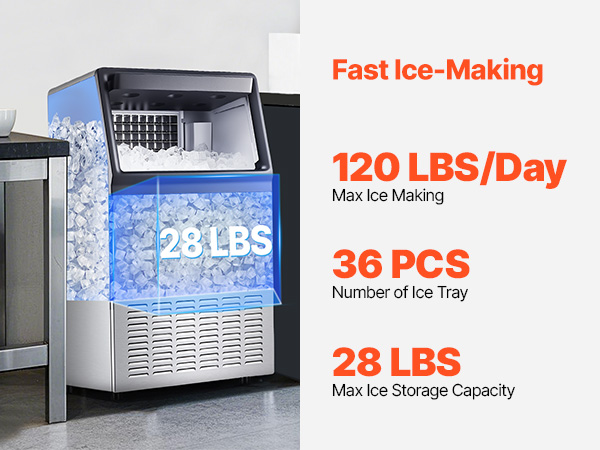 Fast Ice-Making
120 LBS/Day
Max Ice Making
36 PCS
Number of Ice Tray
28 LBS
Max Ice Storage Capacity
28 LBS